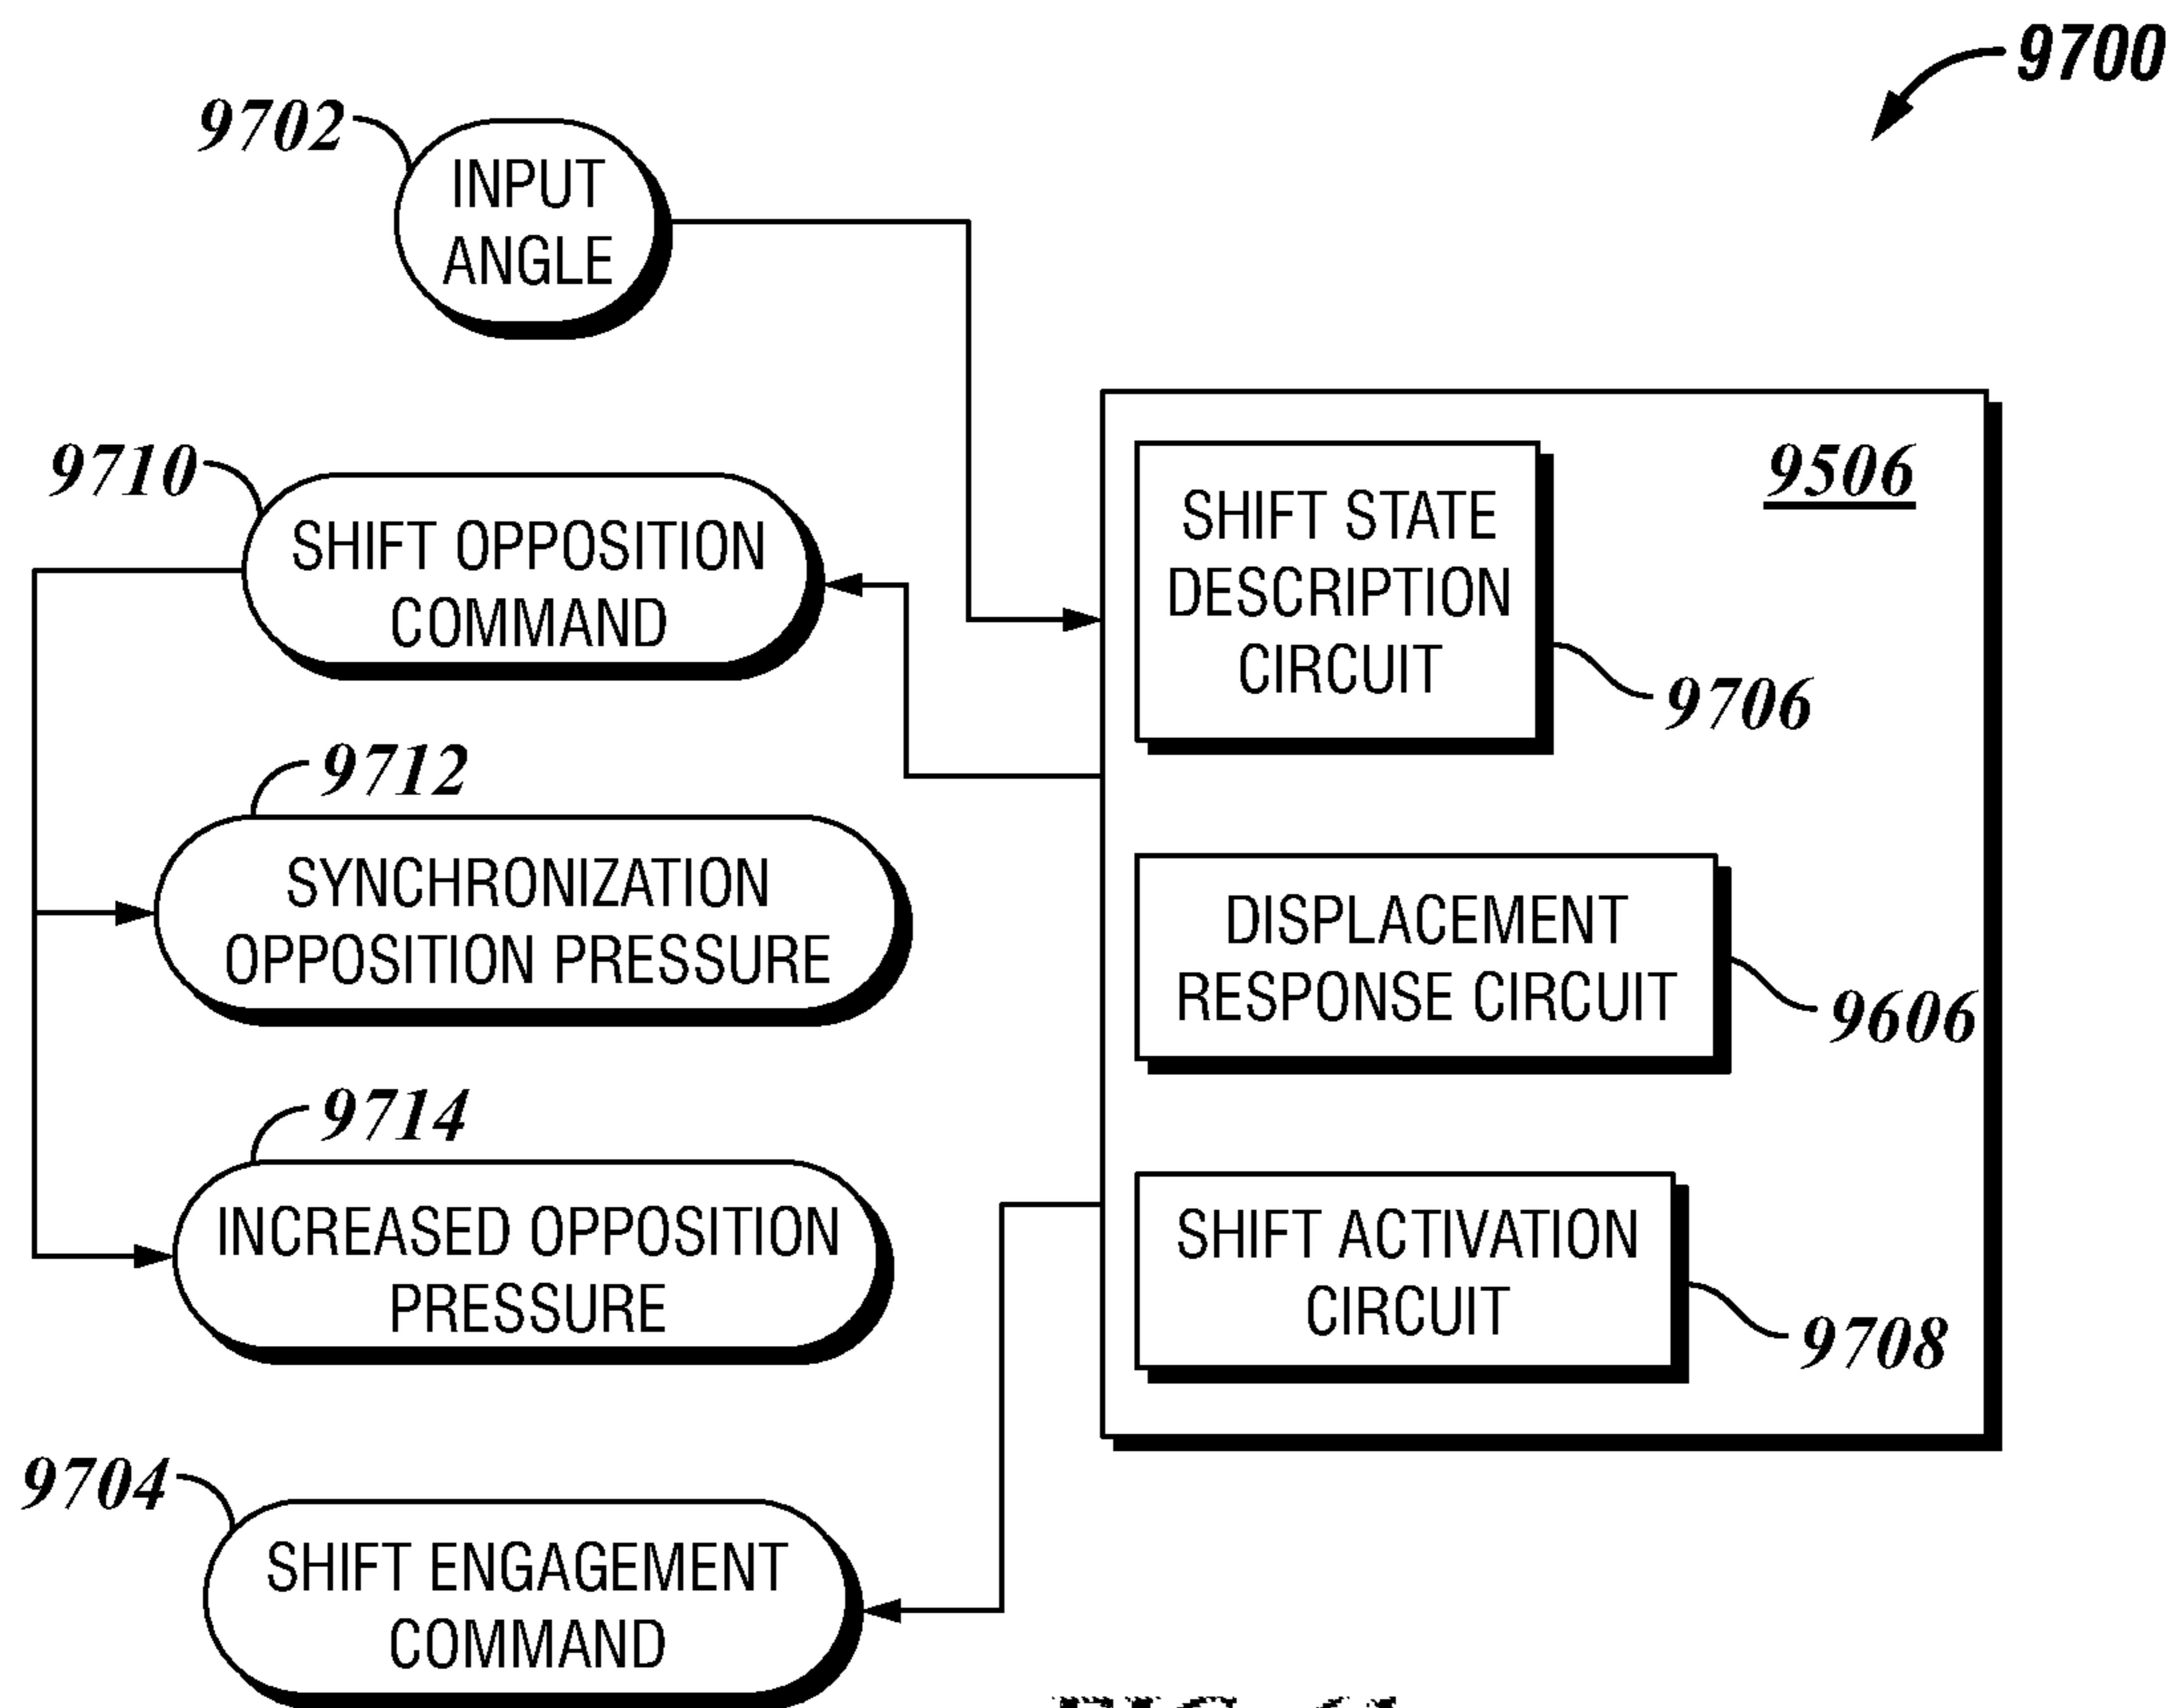 9700
9702
INPUT
ANGLE
9710
SHIFT OPPOSITION
COMMAND
9506
SHIFT STATE
DESCRIPTION
CIRCUIT
9706
9712
SYNCHRONIZATION
OPPOSITION PRESSURE
DISPLACEMENT
RESPONSE CIRCUIT
9606
9714
INCREASED OPPOSITION
PRESSURE
SHIFT ACTIVATION
CIRCUIT
9708
9704
SHIFT ENGAGEMENT
COMMAND